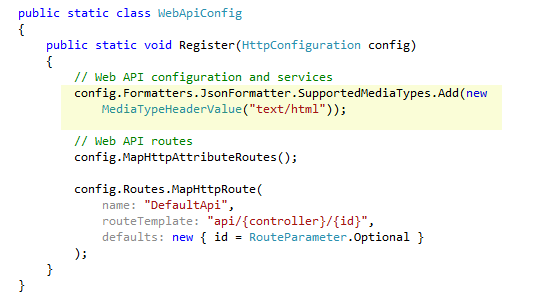 public static class WebApiConfig
{
    public static void Register(HttpConfiguration config)
    {
        // Web API configuration and services
        config.Formatters.JsonFormatter.SupportedMediaTypes.Add(new
            MediaTypeHeaderValue("text/html"));

        // Web API routes
        config.MapHttpAttributeRoutes();

        config.Routes.MapHttpRoute(
            name: "DefaultApi",
            routeTemplate: "api/{controller}/{id}",
            defaults: new { id = RouteParameter.Optional }
        );
    }
}